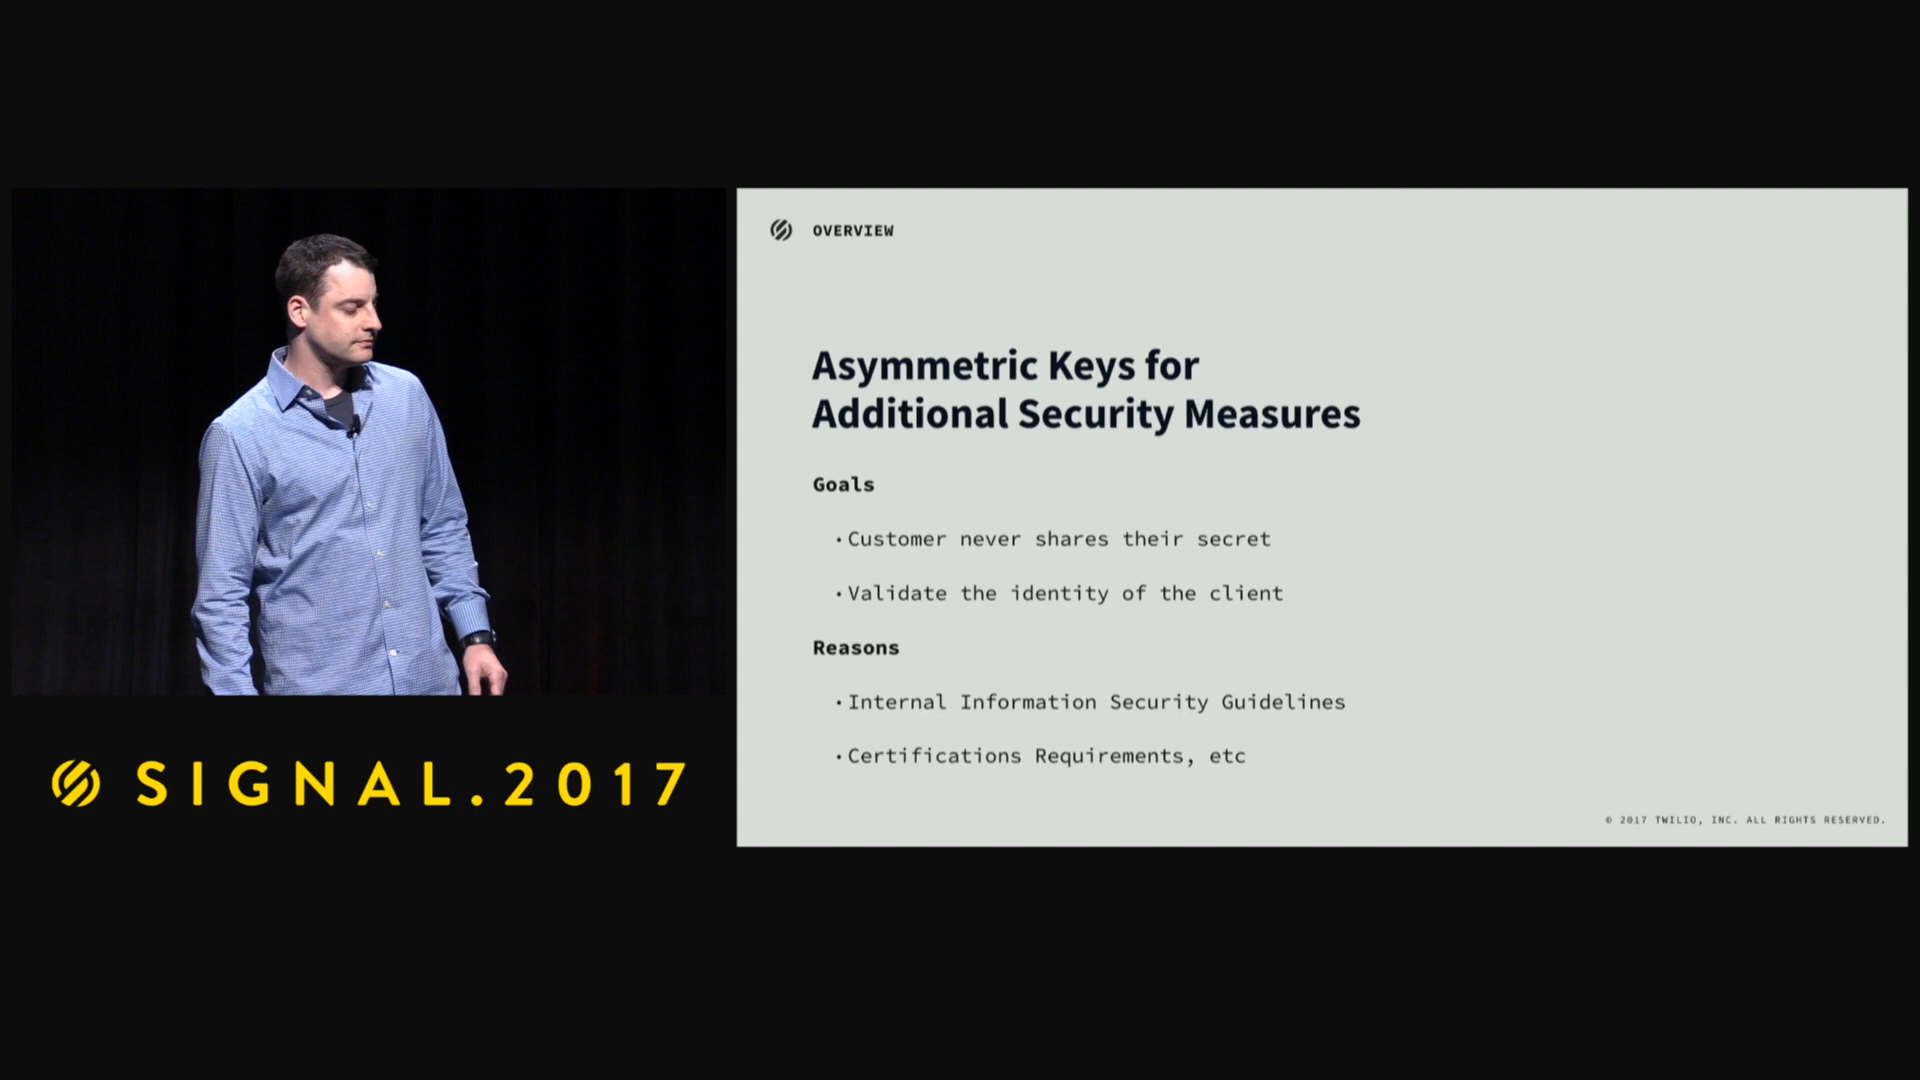 OVERVIEW
Asymmetric Keys for
Additional Security Measures
Goals
• Customer never shares their secret
• Validate the identity of the client
Reasons
• Internal Information Security Guidelines
• Certifications Requirements, etc
© 2017 TWILIO, INC. ALL RIGHTS RESERVED.
SIGNAL.2017